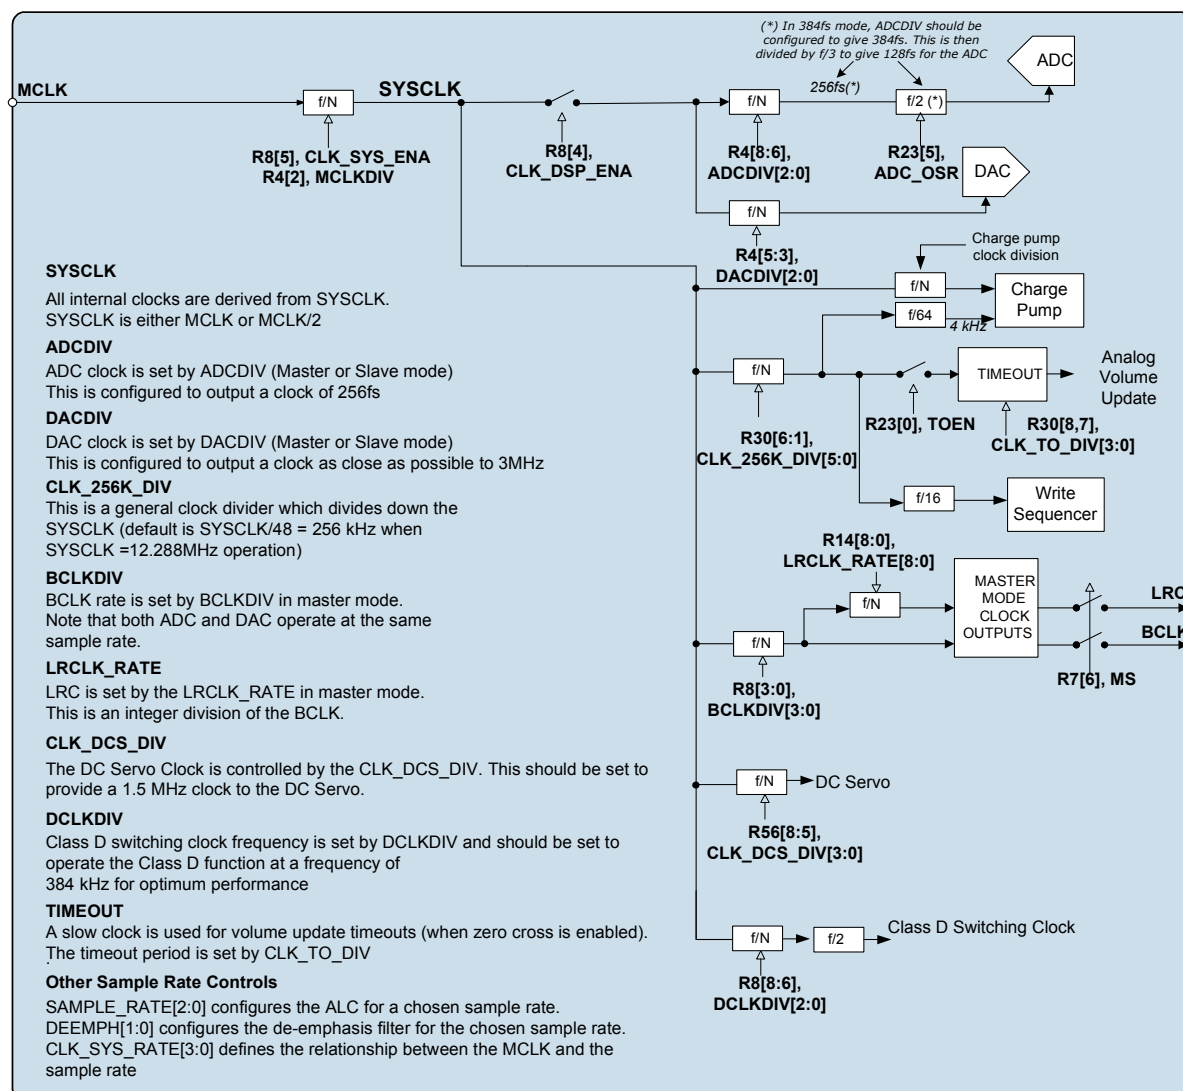 (*) In 384fs mode, ADCDIV should be
configured to give 384fs. This is then
divided by f/3 to give 128fs for the ADC
ADC
MCLK
f/N
SYSCLK
f/N
256fs(*)
f/2 (*)
R8[5], CLK_SYS_ENA
R4[2], MCLKDIV
R8[4],
CLK_DSP_ENA
R4[8:6],
ADCDIV[2:0]
R23[5],
ADC_OSR
DAC
f/N
R4[5:3],
DACDIV[2:0]
Charge pump
clock division
f/N
f/64
4 kHz
Charge
Pump
f/N
TIMEOUT
Analog
Volume
Update
R30[6:1],
CLK_256K_DIV[5:0]
R23[0], TOEN
R30[8,7],
CLK_TO_DIV[3:0]
f/16
Write
Sequencer
R14[8:0],
LRCLK_RATE[8:0]
f/N
MASTER
MODE
CLOCK
OUTPUTS
LRC
BCLK
f/N
R8[3:0],
BCLKDIV[3:0]
R7[6], MS
f/N
DC Servo
R56[8:5],
CLK_DCS_DIV[3:0]
f/N
f/2
Class D Switching Clock
R8[8:6],
DCLKDIV[2:0]
SYSCLK
All internal clocks are derived from SYSCLK.
SYSCLK is either MCLK or MCLK/2
ADCDIV
ADC clock is set by ADCDIV (Master or Slave mode)
This is configured to output a clock of 256fs
DACDIV
DAC clock is set by DACDIV (Master or Slave mode)
This is configured to output a clock as close as possible to 3MHz
CLK_256K_DIV
This is a general clock divider which divides down the
SYSCLK (default is SYSCLK/48 = 256 kHz when
SYSCLK =12.288MHz operation)
BCLKDIV
BCLK rate is set by BCLKDIV in master mode.
Note that both ADC and DAC operate at the same
sample rate.
LRCLK_RATE
LRC is set by the LRCLK_RATE in master mode.
This is an integer division of the BCLK.
CLK_DCS_DIV
The DC Servo Clock is controlled by the CLK_DCS_DIV. This should be set to
provide a 1.5 MHz clock to the DC Servo.
DCLKDIV
Class D switching clock frequency is set by DCLKDIV and should be set to
operate the Class D function at a frequency of
384 kHz for optimum performance
TIMEOUT
A slow clock is used for volume update timeouts (when zero cross is enabled).
The timeout period is set by CLK_TO_DIV
.
Other Sample Rate Controls
SAMPLE_RATE[2:0] configures the ALC for a chosen sample rate.
DEEMPH[1:0] configures the de-emphasis filter for the chosen sample rate.
CLK_SYS_RATE[3:0] defines the relationship between the MCLK and the
sample rate